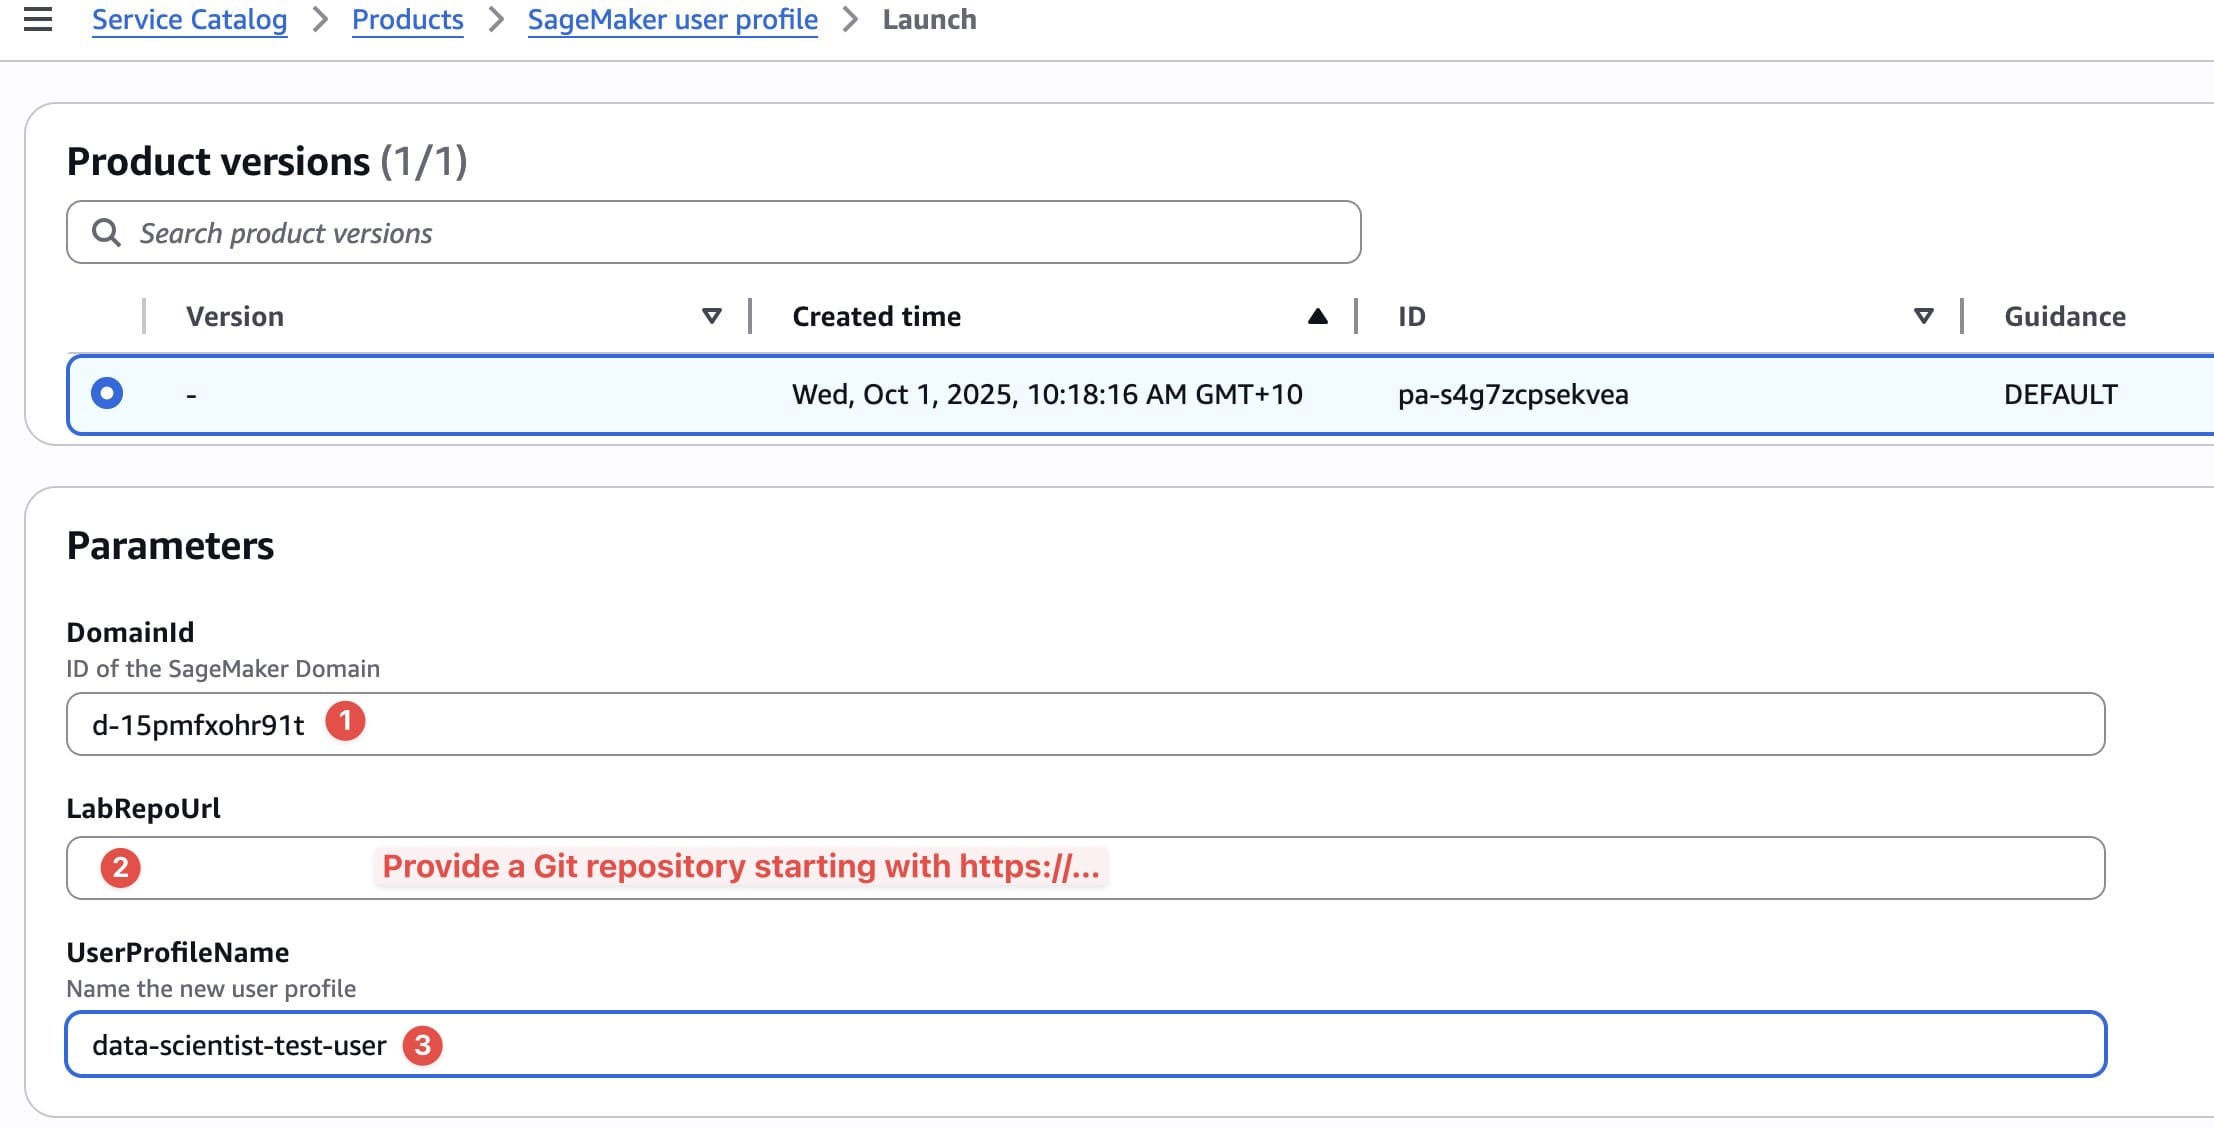 Service Catalog > Products > SageMaker user profile > Launch
Product versions (1/1)
Search product versions
Version Created time ID Guidance
- Wed, Oct 1, 2025, 10:18:16 AM GMT+10 pa-s4g7zcpsekvea DEFAULT
Parameters
DomainId
ID of the SageMaker Domain
d-15pmfxohr91t 1
LabRepoUrl
2 Provide a Git repository starting with https://...
UserProfileName
Name the new user profile
data-scientist-test-user 3